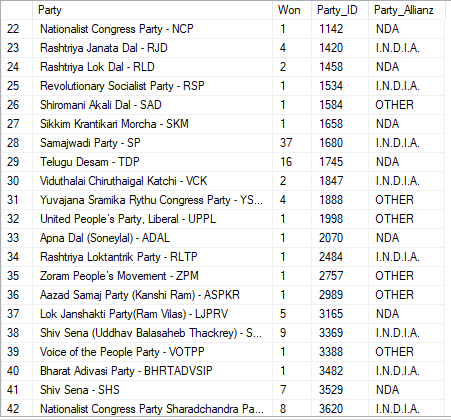 Party Won Party_ID Party_Allianz
22 Nationalist Congress Party - NCP 1 1142 NDA
23 Rashtriya Janata Dal - RJD 4 1420 I.N.D.I.A.
24 Rashtriya Lok Dal - RLD 2 1458 NDA
25 Revolutionary Socialist Party - RSP 1 1534 I.N.D.I.A.
26 Shiromani Akali Dal - SAD 1 1584 OTHER
27 Sikkim Krantikari Morcha - SKM 1 1658 NDA
28 Samajwadi Party - SP 37 1680 I.N.D.I.A.
29 Telugu Desam - TDP 16 1745 NDA
30 Viduthalai Chiruthaigal Katchi - VCK 2 1847 I.N.D.I.A.
31 Yuvajana Sramika Rythu Congress Party - YS... 4 1888 OTHER
32 United People's Party, Liberal - UPPL 1 1998 OTHER
33 Apna Dal (Soneylal) - ADAL 1 2070 NDA
34 Rashtriya Loktantrik Party - RLTP 1 2484 I.N.D.I.A.
35 Zoram People's Movement - ZPM 1 2757 OTHER
36 Aazad Samaj Party (Kanshi Ram) - ASPKR 1 2989 OTHER
37 Lok Janshakti Party(Ram Vilas) - LJPRV 5 3165 NDA
38 Shiv Sena (Uddhav Balasaheb Thackrey) - S... 9 3369 I.N.D.I.A.
39 Voice of the People Party - VOTPP 1 3388 OTHER
40 Bharat Adivasi Party - BHRTADVSIP 1 3482 I.N.D.I.A.
41 Shiv Sena - SHS 7 3529 NDA
42 Nationalist Congress Party Sharadchandra Pa... 8 3620 I.N.D.I.A.